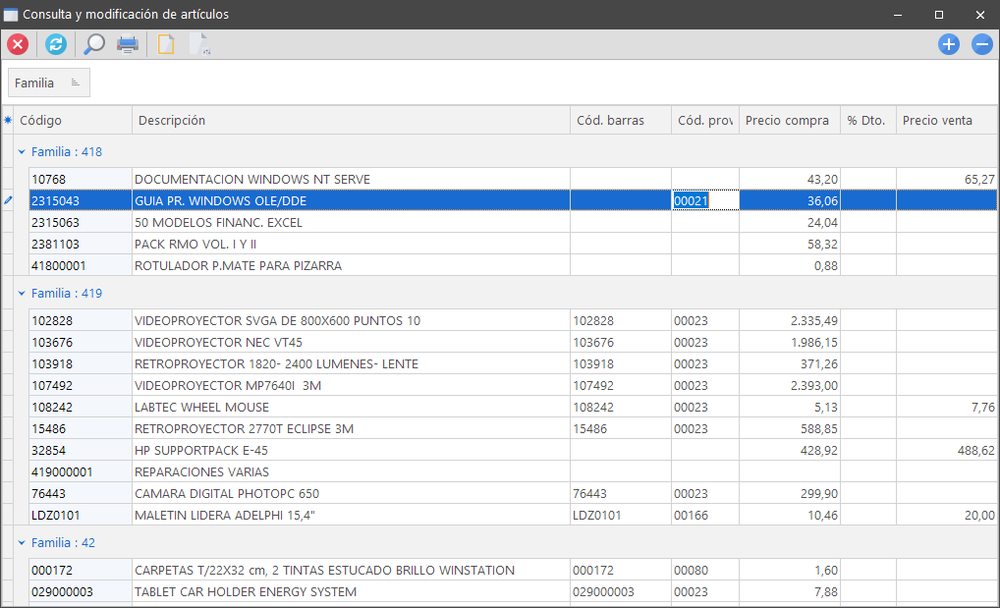 Consulta y modificación de artículos
Familia
Código Descripción Cód. barras Cód. prov Precio compra % Dto. Precio venta
Familia : 418
10768 DOCUMENTACION WINDOWS NT SERVE 43,20 65,27
2315043 GUIA PR. WINDOWS OLE/DDE 00021 36,06
2315063 50 MODELOS FINANC. EXCEL 24,04
2381103 PACK RMO VOL. I Y II 58,32
41800001 ROTULADOR P.MATE PARA PIZARRA 0,88
Familia : 419
102828 VIDEOPROYECTOR SVGA DE 800X600 PUNTOS 10 102828 00023 2.335,49
103676 VIDEOPROYECTOR NEC VT45 103676 00023 1.986,15
103918 RETROPROYECTOR 1820- 2400 LUMENES- LENTE 103918 00023 371,26
107492 VIDEOPROYECTOR MP7640I 3M 107492 00023 2.393,00
108242 LABTEC WHEEL MOUSE 108242 00023 5,13 7,76
15486 RETROPROYECTOR 2770T ECLIPSE 3M 15486 00023 588,85
32854 HP SUPPORTPACK E-45 428,92 488,62
419000001 REPARACIONES VARIAS
76443 CAMARA DIGITAL PHOTOPC 650 76443 00023 299,90
LDZ0101 MALETIN LIDERA ADELPHI 15,4" LDZ0101 00166 10,46 20,00
Familia : 42
000172 CARPETAS T/22X32 cm, 2 TINTAS ESTUCADO BRILLO WINSTATION 000172 00080 1,60
029000003 TABLET CAR HOLDER ENERGY SYSTEM 029000003 00023 7,88